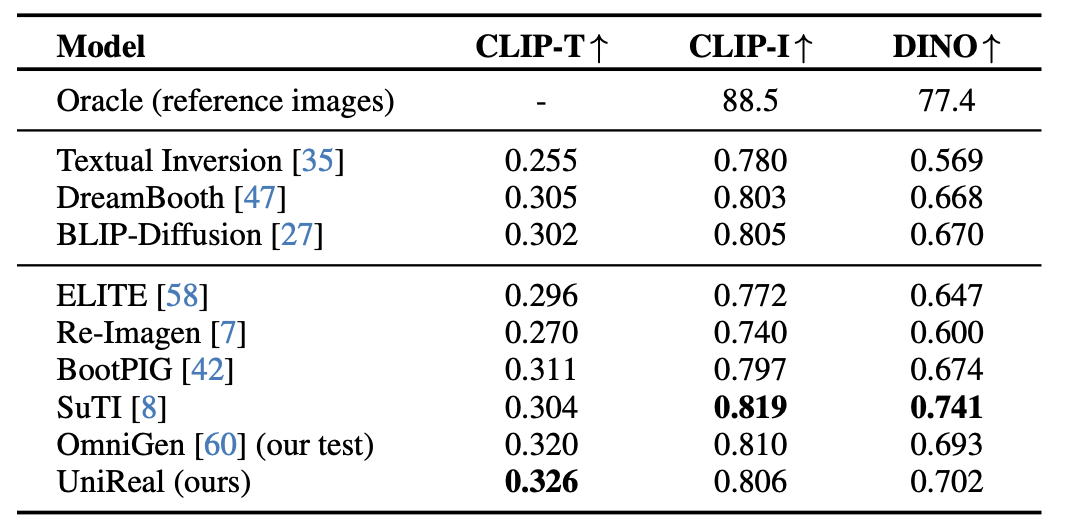 Model CLIP-T↑ CLIP-I↑ DINO↑
Oracle (reference images) - 88.5 77.4
Textual Inversion [35] 0.255 0.780 0.569
DreamBooth [47] 0.305 0.803 0.668
BLIP-Diffusion [27] 0.302 0.805 0.670
ELITE [58] 0.296 0.772 0.647
Re-Imagen [7] 0.270 0.740 0.600
BootPIG [42] 0.311 0.797 0.674
SuTI [8] 0.304 0.819 0.741
OmniGen [60] (our test) 0.320 0.810 0.693
UniReal (ours) 0.326 0.806 0.702